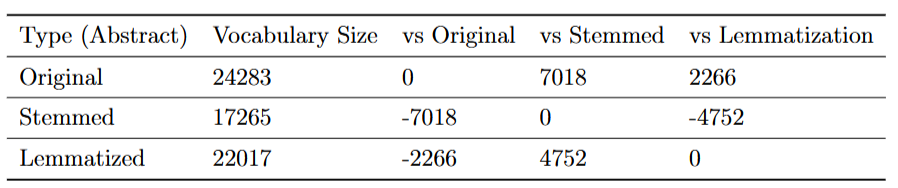 Type (Abstract) Vocabulary Size vs Original vs Stemmed vs Lemmatization
Original 24283 0 7018 2266
Stemmed 17265 -7018 0 -4752
Lemmatized 22017 -2266 4752 0